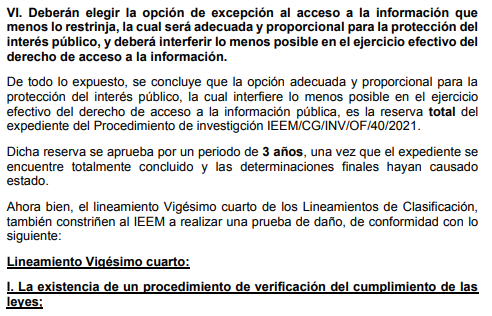 VI. Deberán elegir la opción de excepción al acceso a la información que
menos lo restrinja, la cual será adecuada y proporcional para la protección del
interés público, y deberá interferir lo menos posible en el ejercicio efectivo del
derecho de acceso a la información.
De todo lo expuesto, se concluye que la opción adecuada y proporcional para la
protección del interés público, la cual interfiere lo menos posible en el ejercicio
efectivo del derecho de acceso a la información pública, es la reserva total del
expediente del Procedimiento de investigción IEEM/CG/INV/OF/40/2021.
Dicha reserva se aprueba por un periodo de 3 años, una vez que el expediente se
encuentre totalmente concluido y las determinaciones finales hayan causado
estado.
Ahora bien, el lineamiento Vigésimo cuarto de los Lineamientos de Clasificación,
también constriñen al IEEM a realizar una prueba de daño, de conformidad con lo
siguiente:
Lineamiento Vigésimo cuarto:
I. La existencia de un procedimiento de verificación del cumplimiento de las
leyes;